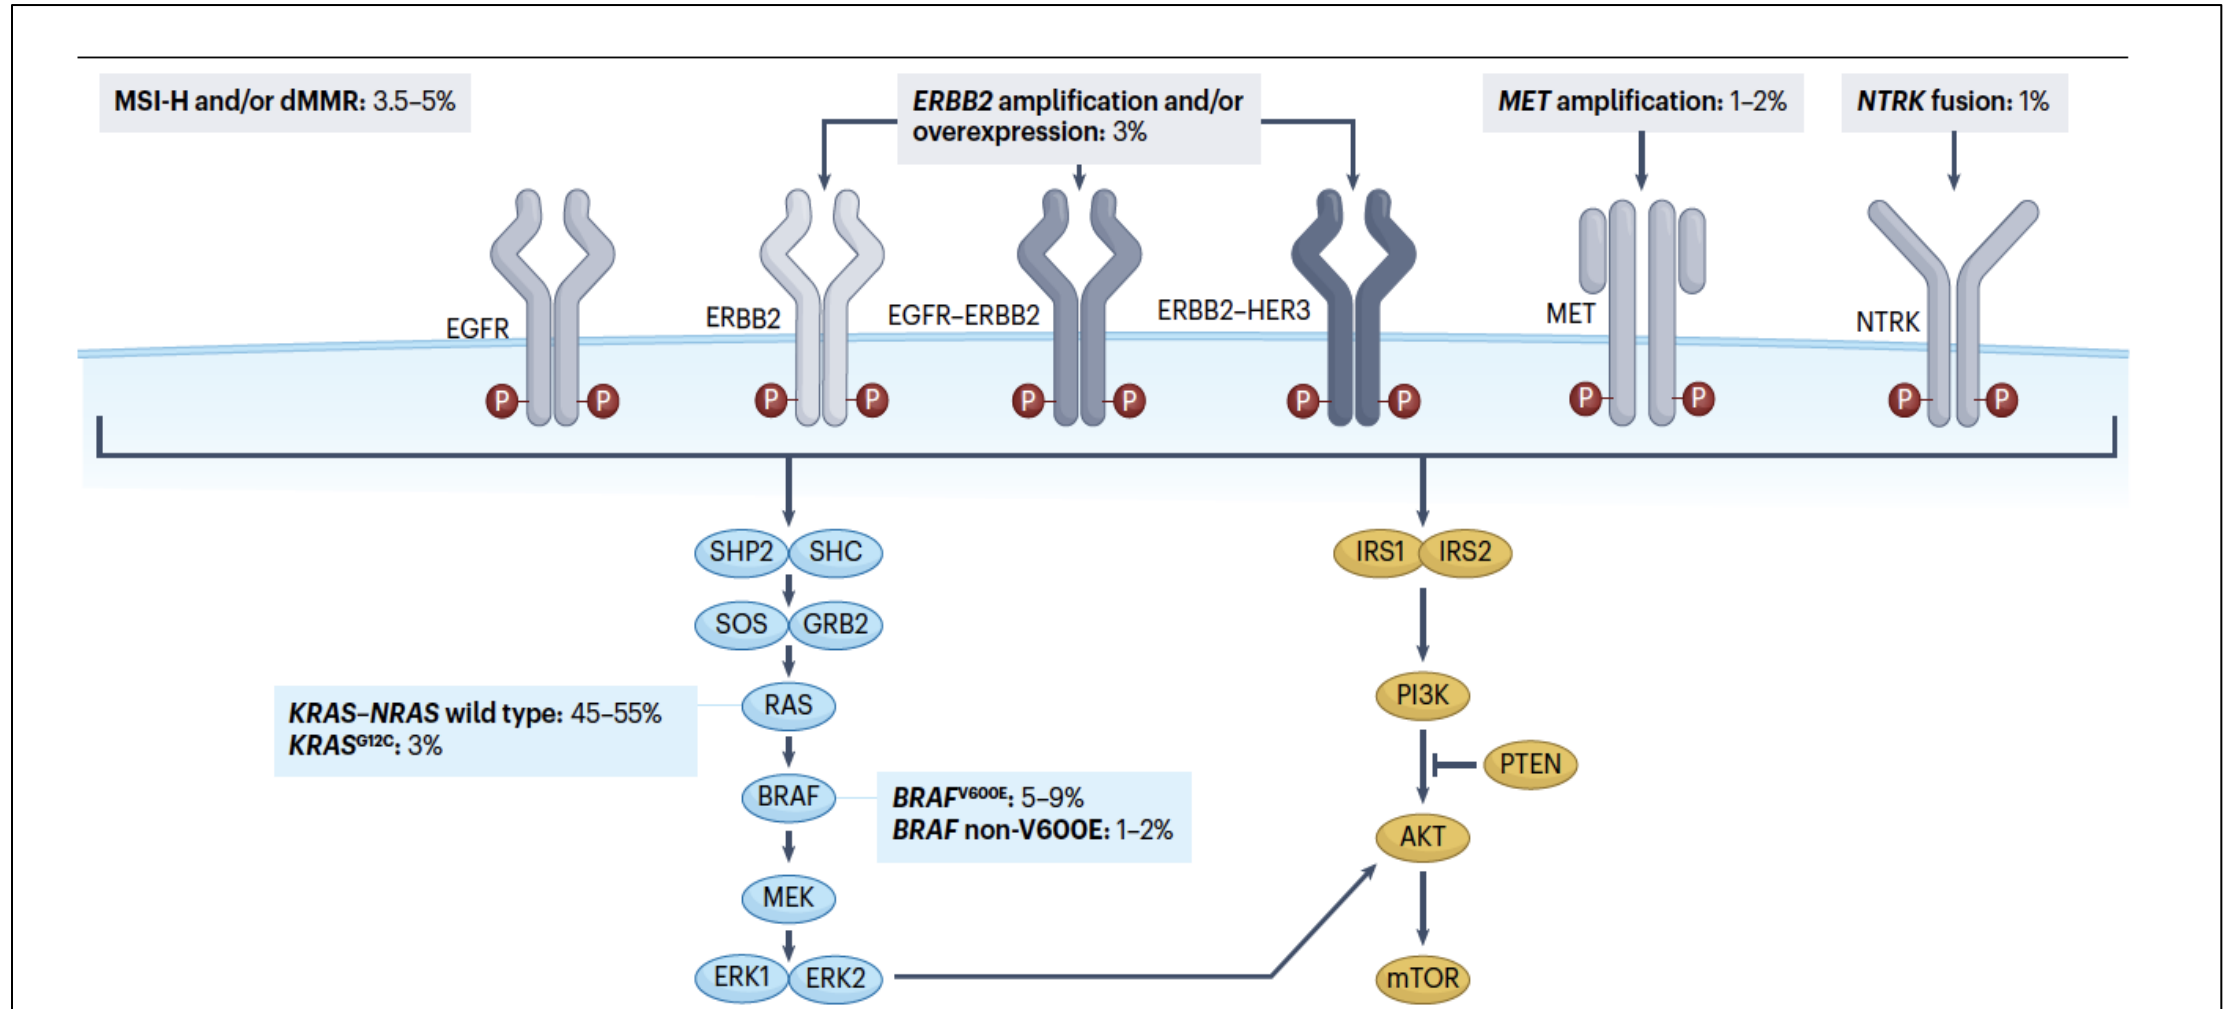 MSI-H and/or dMMR: 3.5–5%
ERBB2 amplification and/or
overexpression: 3%
MET amplification: 1–2%
NTRK fusion: 1%
EGFR
ERBB2
EGFR–ERBB2
ERBB2–HER3
MET
NTRK
P P P P P P P P P P P P
SHP2 SHC
IRS1 IRS2
SOS GRB2
RAS
PI3K
KRAS–NRAS wild type: 45–55%
KRASG12C: 3%
PTEN
BRAF
BRAFV600E: 5–9%
BRAF non-V600E: 1–2%
AKT
MEK
ERK1 ERK2
mTOR